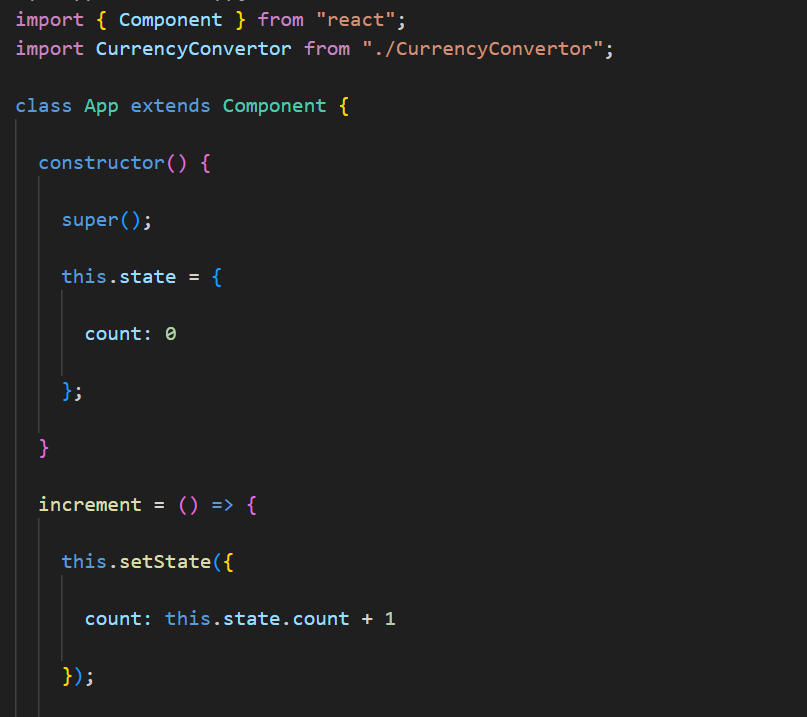 import { Component } from "react";
import CurrencyConvertor from "./CurrencyConvertor";
class App extends Component {
constructor() {
super();
this.state = {
count: 0
};
}
increment = () => {
this.setState({
count: this.state.count + 1
});